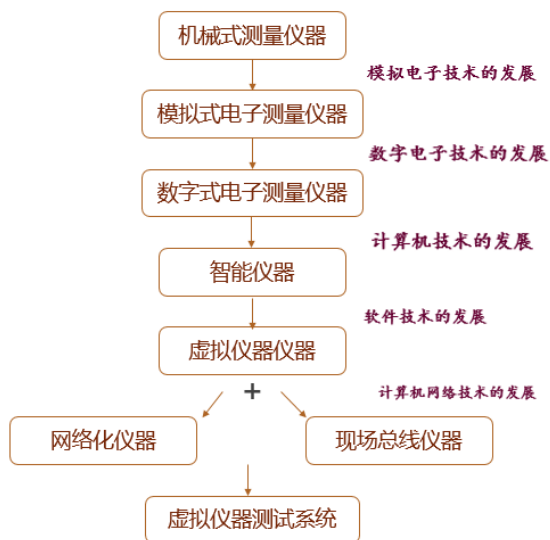 机械式测量仪器
模拟电子技术的发展
模拟式电子测量仪器
数字电子技术的发展
数字式电子测量仪器
计算机技术的发展
智能仪器
软件技术的发展
虚拟仪器仪器
+
计算机网络技术的发展
网络化仪器
现场总线仪器
虚拟仪器测试系统